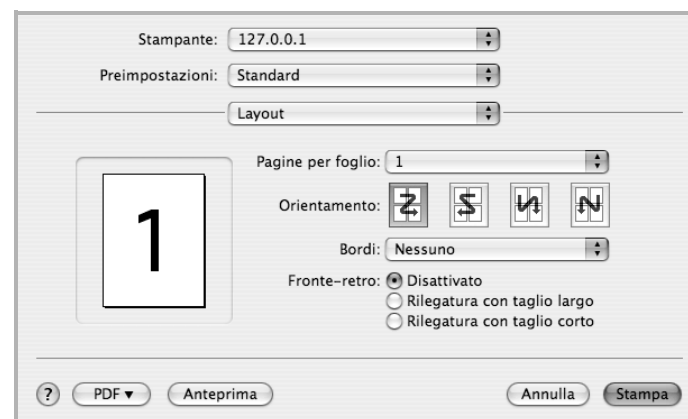 Stampante: 127.0.0.1
Preimpostazioni: Standard
Layout
Pagine per foglio: 1
1
Orientamento:
Bordi: Nessuno
Fronte-retro: Disattivato
Rilegatura con taglio largo
Rilegatura con taglio corto
? PDF▼ Anteprima Annulla Stampa